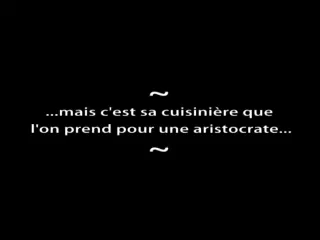 ~
...mais c'est sa cuisinière que
l'on prend pour une aristocrate...
~